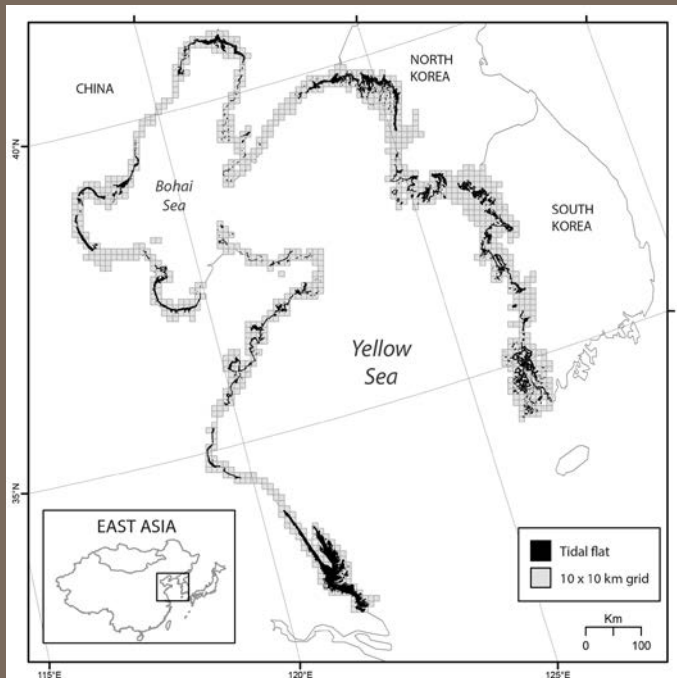 CHINA
NORTH
KOREA
40°N
Bohai
Sea
SOUTH
KOREA
Yellow
Sea
35°N
EAST ASIA
Tidal flat
10 x 10 km grid
Km
0 100
115°E 120°E 125°E